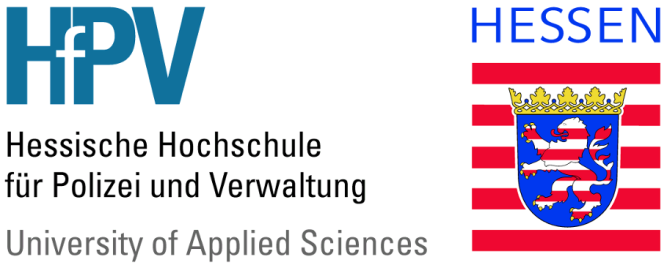 HfPV
Hessische Hochschule
für Polizei und Verwaltung
University of Applied Sciences
HESSEN